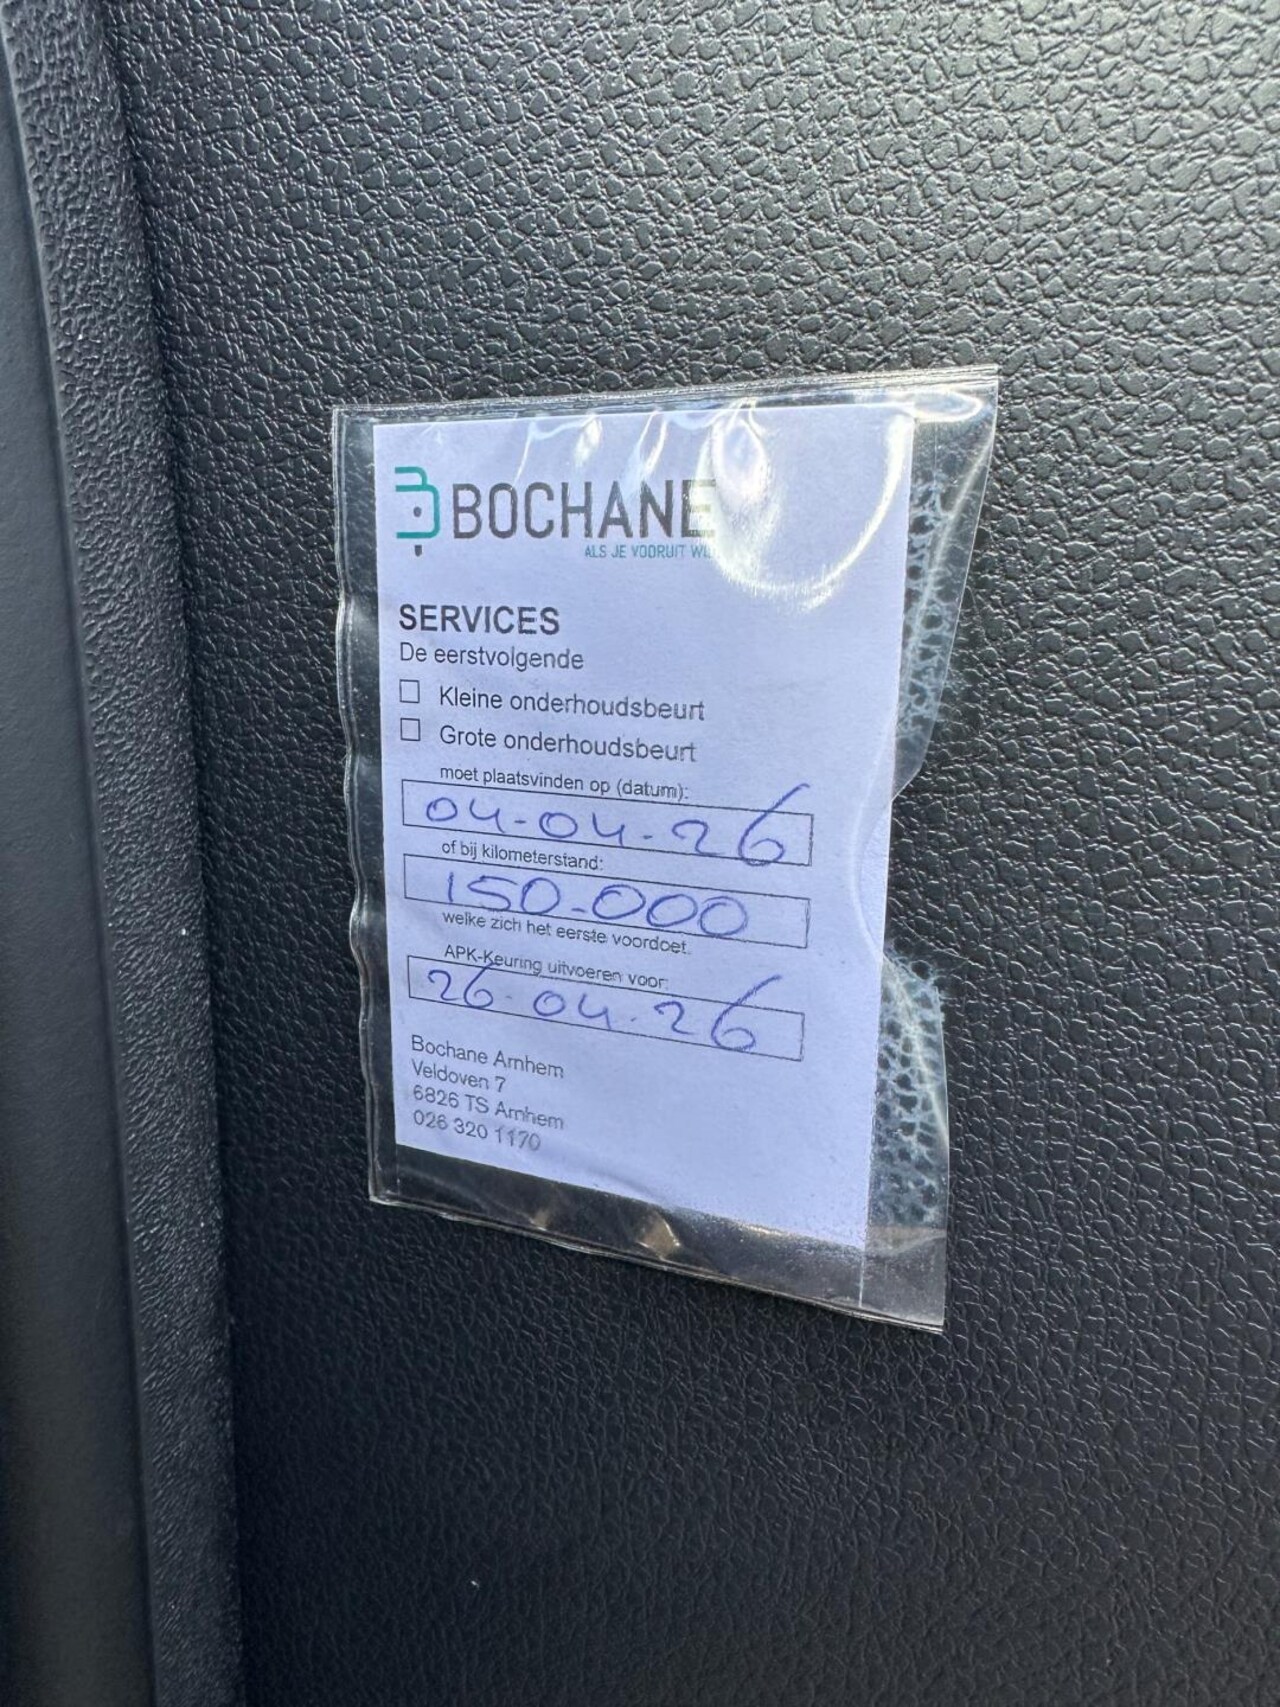 BOCHANE
ALS JE VOORUIT
SERVICES
De eerstvolgende
☐ Kleine onderhoudsbeurt
☐ Grote onderhoudsbeurt
moet plaatsvinden op (datum):
04-04-26
of bij kilometerstand:
150.000
welke zich het eerste voordoet.
APK-Keuring uitvoeren voor:
26-04-26
Bochane Arnhem
Veldoven 7
6826 TS Arnhem
026 320 1170